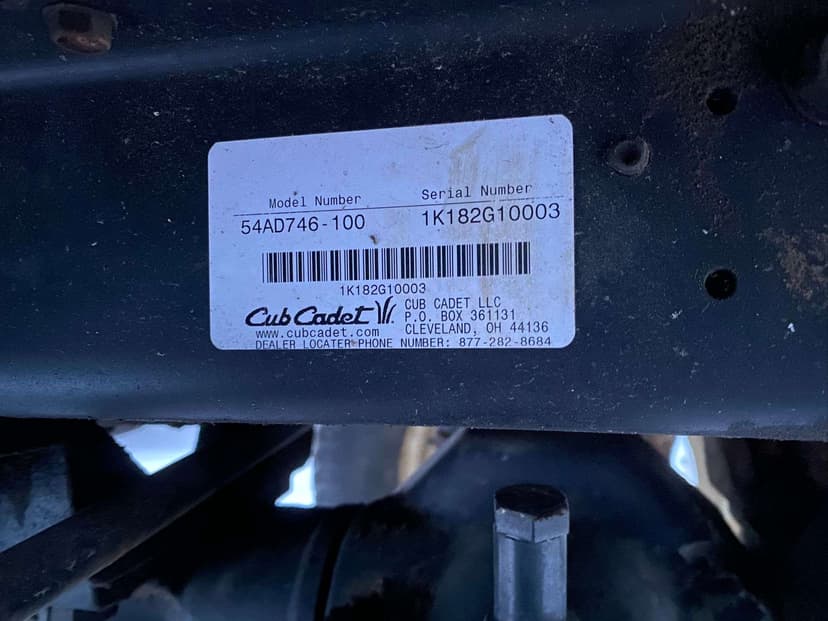 Model Number Serial Number
54AD746-100 1K182G10003
1K182G10003
Cub Cadet
CUB CADET LLC
P.O. BOX 361131
www.cubcadet.com CLEVELAND, OH 44136
DEALER LOCATER PHONE NUMBER: 877-282-8684